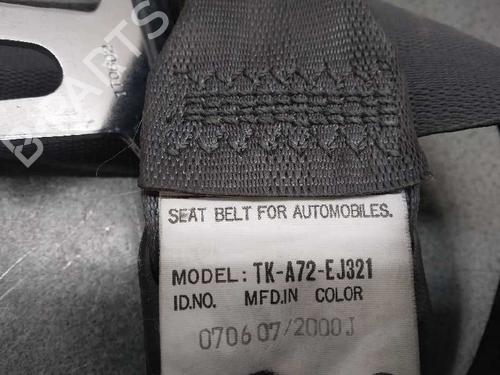 SEAT BELT FOR AUTOMOBILES.
MODEL: TK-A72-EJ321
ID.NO. MFD.IN COLOR
070607/2000J